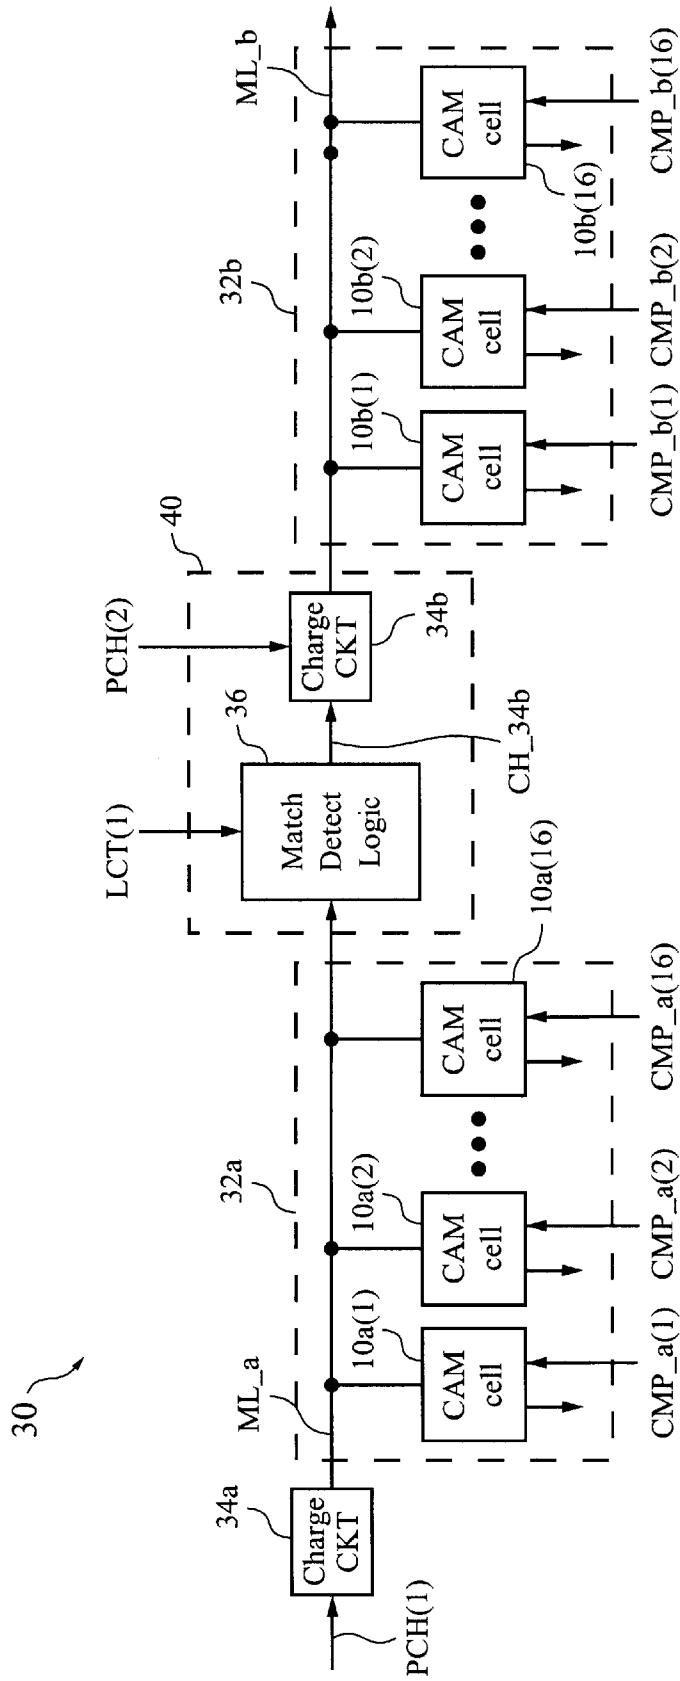 30
PCH(1)
34a
Charge
CKT
ML_a
32a
10a(1)
CAM
cell
10a(2)
CAM
cell
CAM
cell
10a(16)
CMP_a(1)
CMP_a(2)
CMP_a(16)
LCT(1)
PCH(2)
40
36
Match
Detect
Logic
CH_34b
Charge
CKT
34b
32b
ML_b
10b(1)
CAM
cell
10b(2)
CAM
cell
CAM
cell
10b(16)
CMP_b(1)
CMP_b(2)
CMP_b(16)